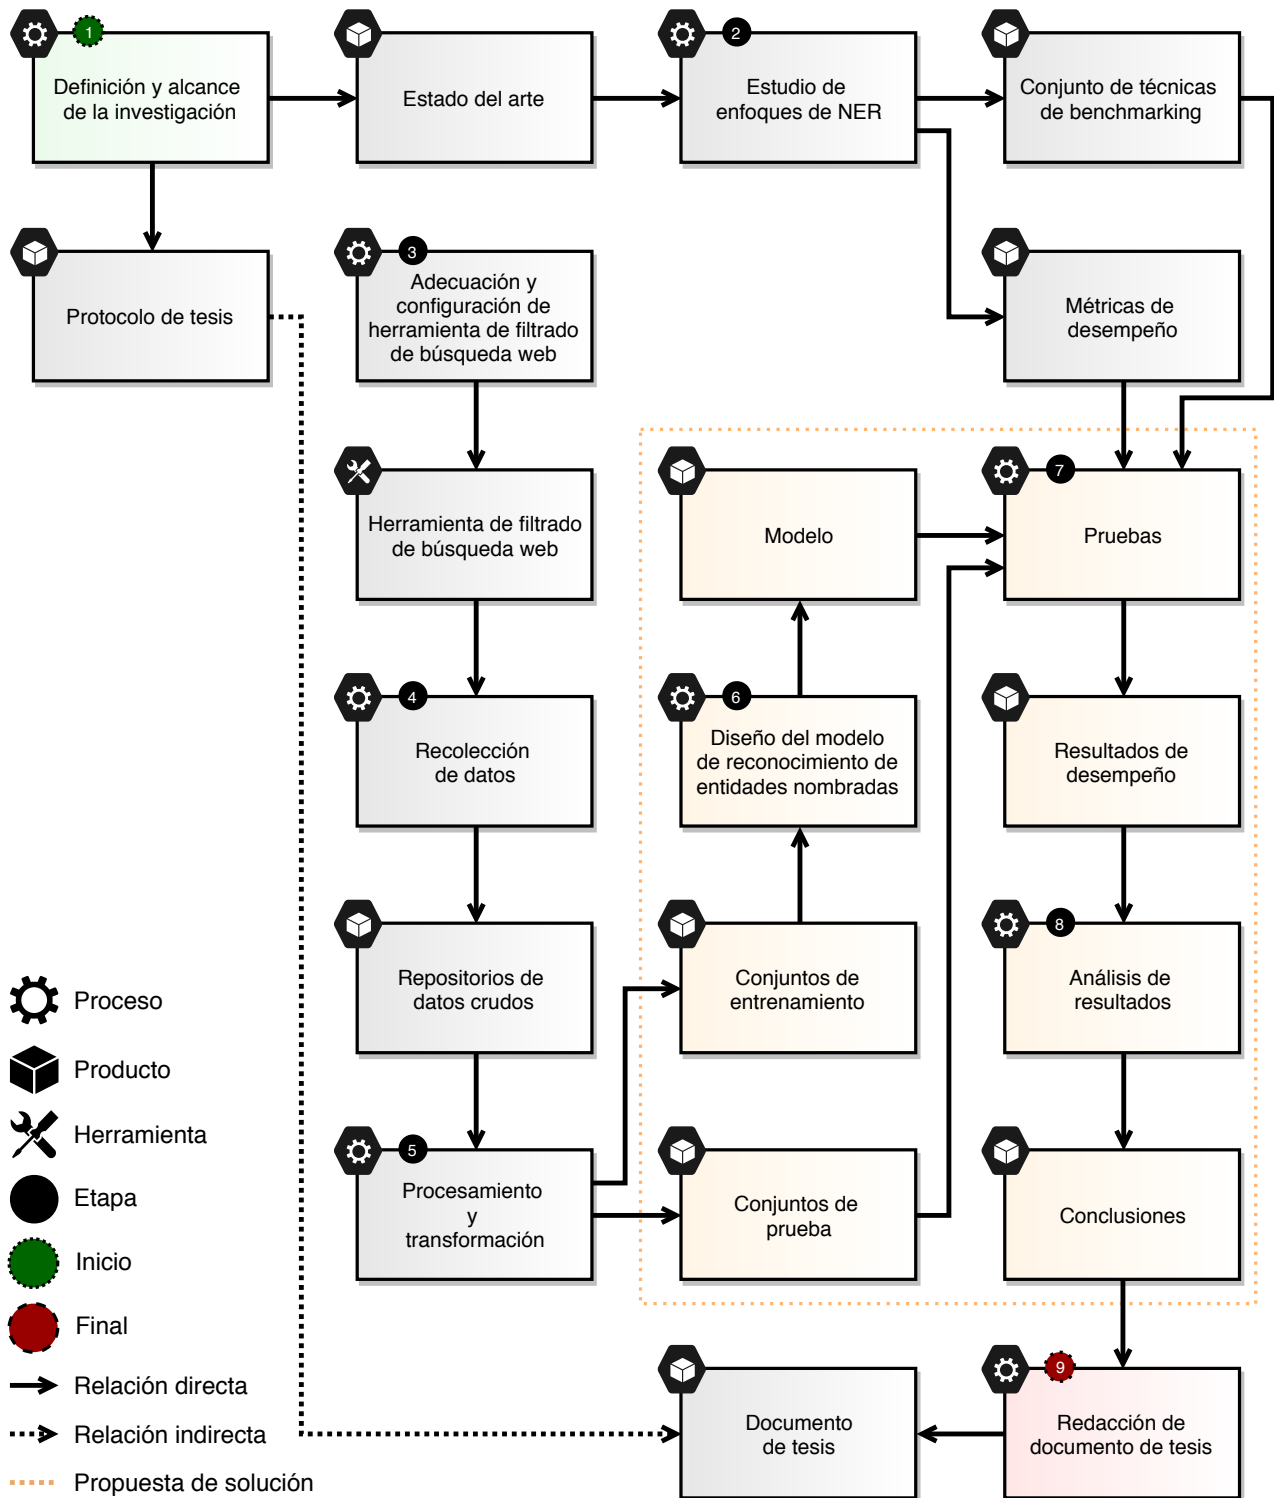 1
Definición y alcance
de la investigación
Estado del arte
2
Estudio de
enfoques de NER
Conjunto de técnicas
de benchmarking
Protocolo de tesis
3
Adecuación y
configuración de
herramienta de filtrado
de búsqueda web
Métricas de
desempeño
Herramienta de filtrado
de búsqueda web
Modelo
7
Pruebas
4
Recolección
de datos
6
Diseño del modelo
de reconocimiento de
entidades nombradas
Resultados de
desempeño
Repositorios de
datos crudos
Conjuntos de
entrenamiento
8
Análisis de
resultados
5
Procesamiento
y
transformación
Conjuntos de
prueba
Conclusiones
Documento
de tesis
9
Redacción de
documento de tesis
Proceso
Producto
Herramienta
Etapa
Inicio
Final
Relación directa
Relación indirecta
Propuesta de solución